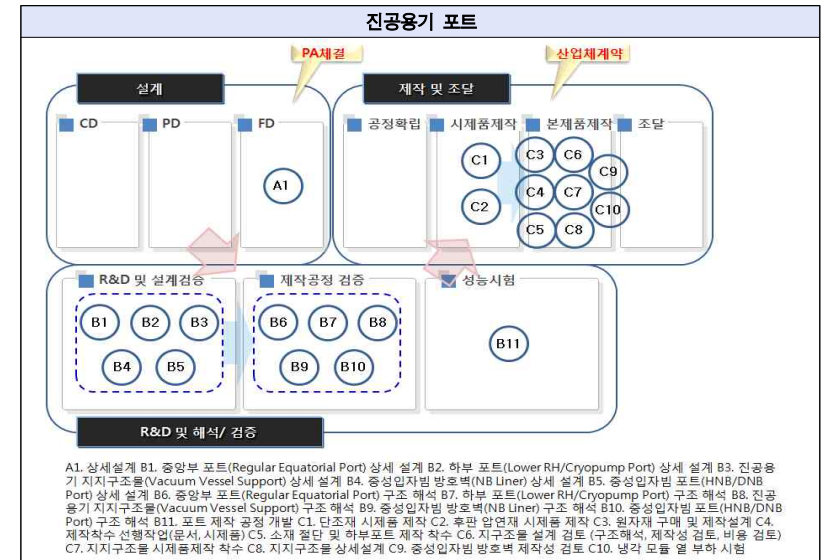 진공용기 포트
PA체결
산업체계약
설계
제작 및 조달
CD
PD
FD
공정확립
시제품제작
본제품제작
조달
A1
C1
C2
C3
C6
C9
C4
C7
C10
C5
C8
R&D 및 설계검증
제작공정 검증
성능시험
B1
B2
B3
B4
B5
B6
B7
B8
B9
B10
B11
R&D 및 해석/ 검증
A1. 상세설계 B1. 중앙부 포트(Regular Equatorial Port) 상세 설계 B2. 하부 포트(Lower RH/Cryopump Port) 상세 설계 B3. 진공용
기 지지구조물(Vacuum Vessel Support) 상세 설계 B4. 중성입자빔 방호벽(NB Liner) 상세 설계 B5. 중성입자빔 포트(HNB/DNB
Port) 상세 설계 B6. 중앙부 포트(Regular Equatorial Port) 구조 해석 B7. 하부 포트(Lower RH/Cryopump Port) 구조 해석 B8. 진공
용기 지지구조물(Vacuum Vessel Support) 구조 해석 B9. 중성입자빔 방호벽(NB Liner) 구조 해석 B10. 중성입자빔 포트(HNB/DNB
Port) 구조 해석 B11. 포트 제작 공정 개발 C1. 단조재 시제품 제작 C2. 후판 압연재 시제품 제작 C3. 원자재 구매 및 제작설계 C4.
제작착수 선행작업(문서, 시제품) C5. 소재 절단 및 하부포트 제작 착수 C6. 지구조물 설계 검토 (구조해석, 제작성 검토, 비용 검토)
C7. 지지구조물 시제품제작 착수 C8. 지지구조물 상세설계 C9. 중성입자빔 방호벽 제작성 검토 C10. 냉각 모듈 열 부하 시험